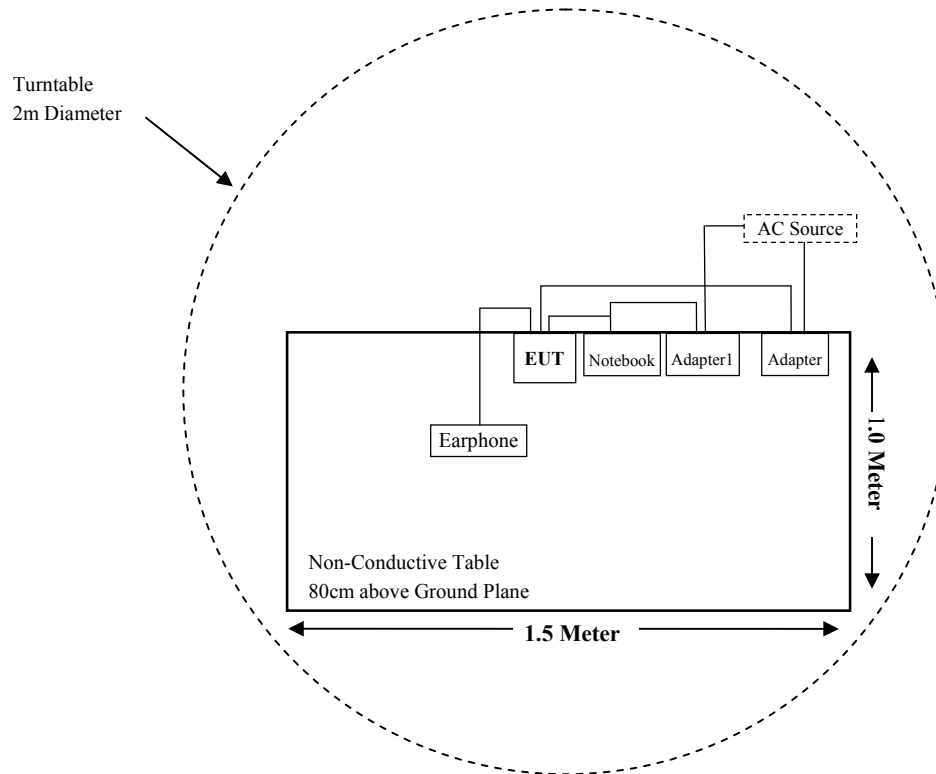 Turntable
2m Diameter
AC Source
EUT
Notebook
Adapter1
Adapter
Earphone
1.0 Meter
Non-Conductive Table
80cm above Ground Plane
1.5 Meter